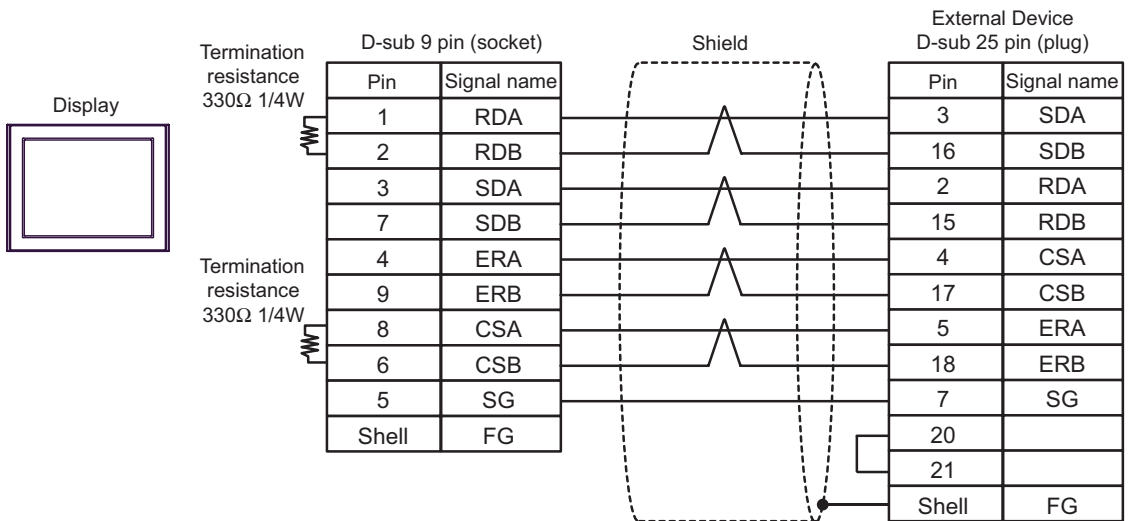 Display
Termination
resistance
330Ω 1/4W
Termination
resistance
330Ω 1/4W
D-sub 9 pin (socket)
Pin Signal name
1 RDA
2 RDB
3 SDA
7 SDB
4 ERA
9 ERB
8 CSA
6 CSB
5 SG
Shell FG
Shield
External Device
D-sub 25 pin (plug)
Pin Signal name
3 SDA
16 SDB
2 RDA
15 RDB
4 CSA
17 CSB
5 ERA
18 ERB
7 SG
20
21
Shell FG